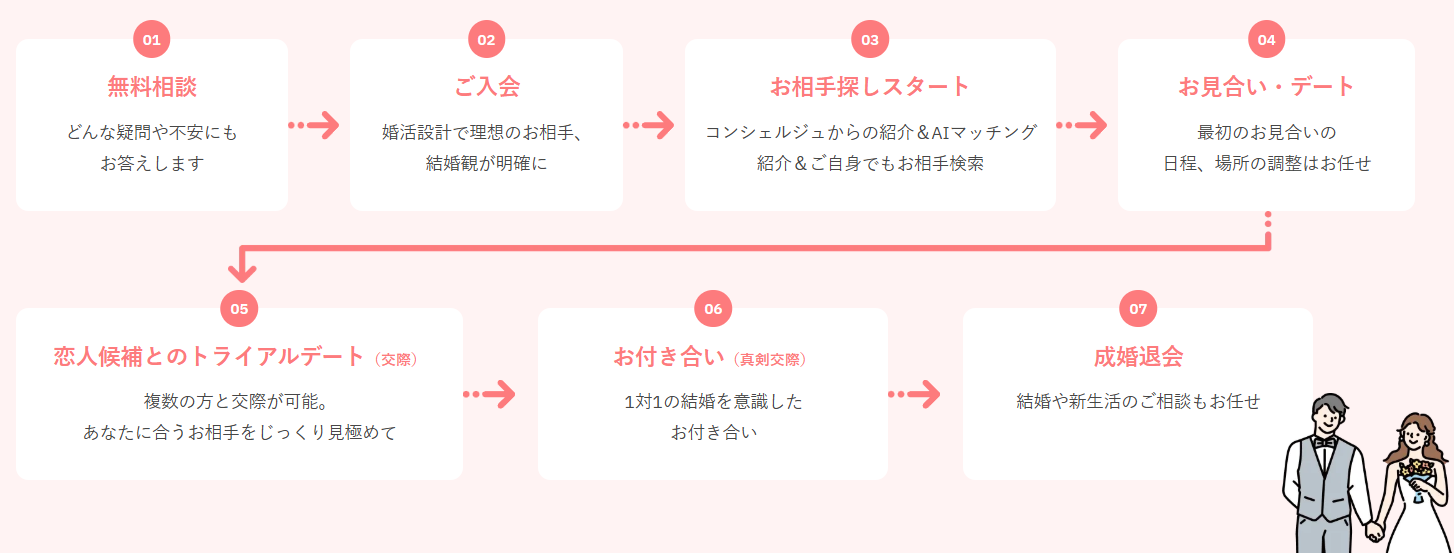 01
無料相談
どんな疑問や不安にも
お答えします
02
ご入会
婚活設計で理想のお相手、
結婚観が明確に
03
お相手探しスタート
コンシェルジュからの紹介＆AIマッチング
紹介＆ご自身でもお相手検索
04
お見合い・デート
最初のお見合いの
日程、場所の調整はお任せ
05
恋人候補とのトライアルデート（交際）
複数の方と交際が可能。
あなたに合うお相手をじっくり見極めて
06
お付き合い（真剣交際）
1対1の結婚を意識した
お付き合い
07
成婚退会
結婚や新生活のご相談もお任せ